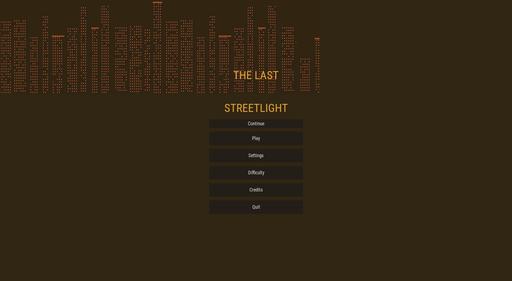 THE LAST
STREETLIGHT
Continue
Play
Settings
Difficulty
Credits
Quit